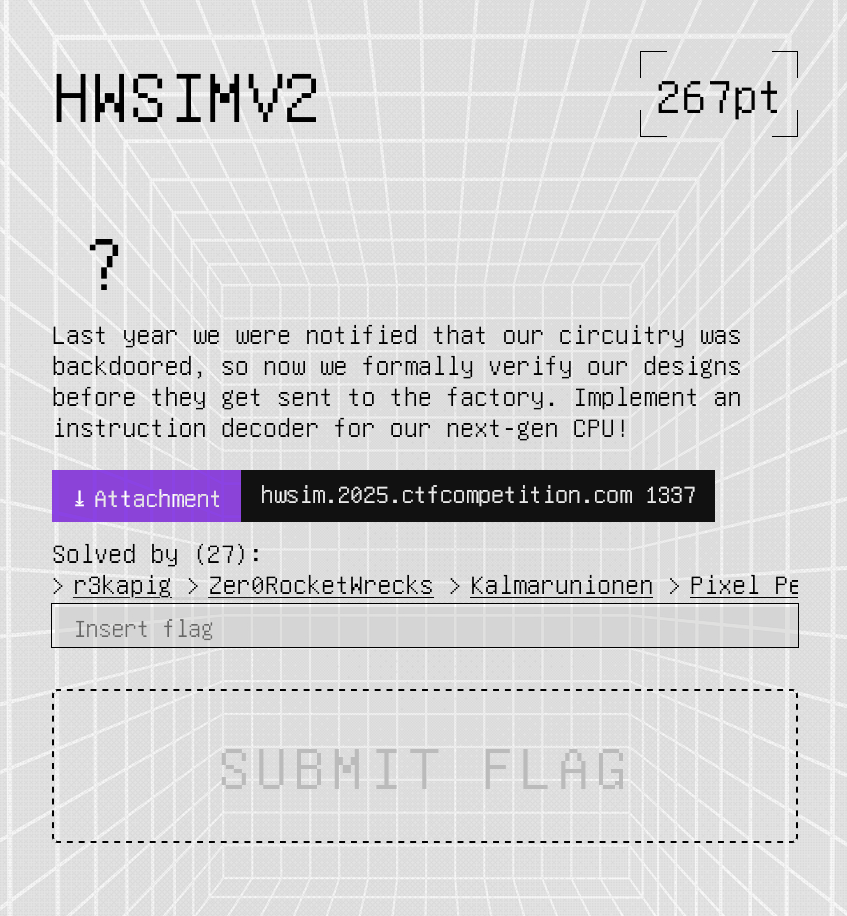 HWSIMV2
267pt
?
Last year we were notified that our circuitry was
backdoored, so now we formally verify our designs
before they get sent to the factory. Implement an
instruction decoder for our next-gen CPU!
Attachment hwsim.2025.ctfcompetition.com 1337
Solved by (27):
> r3kapig > Zer0RocketWrecks > Kalmarunionen > Pixel Pe
Insert flag
SUBMIT FLAG